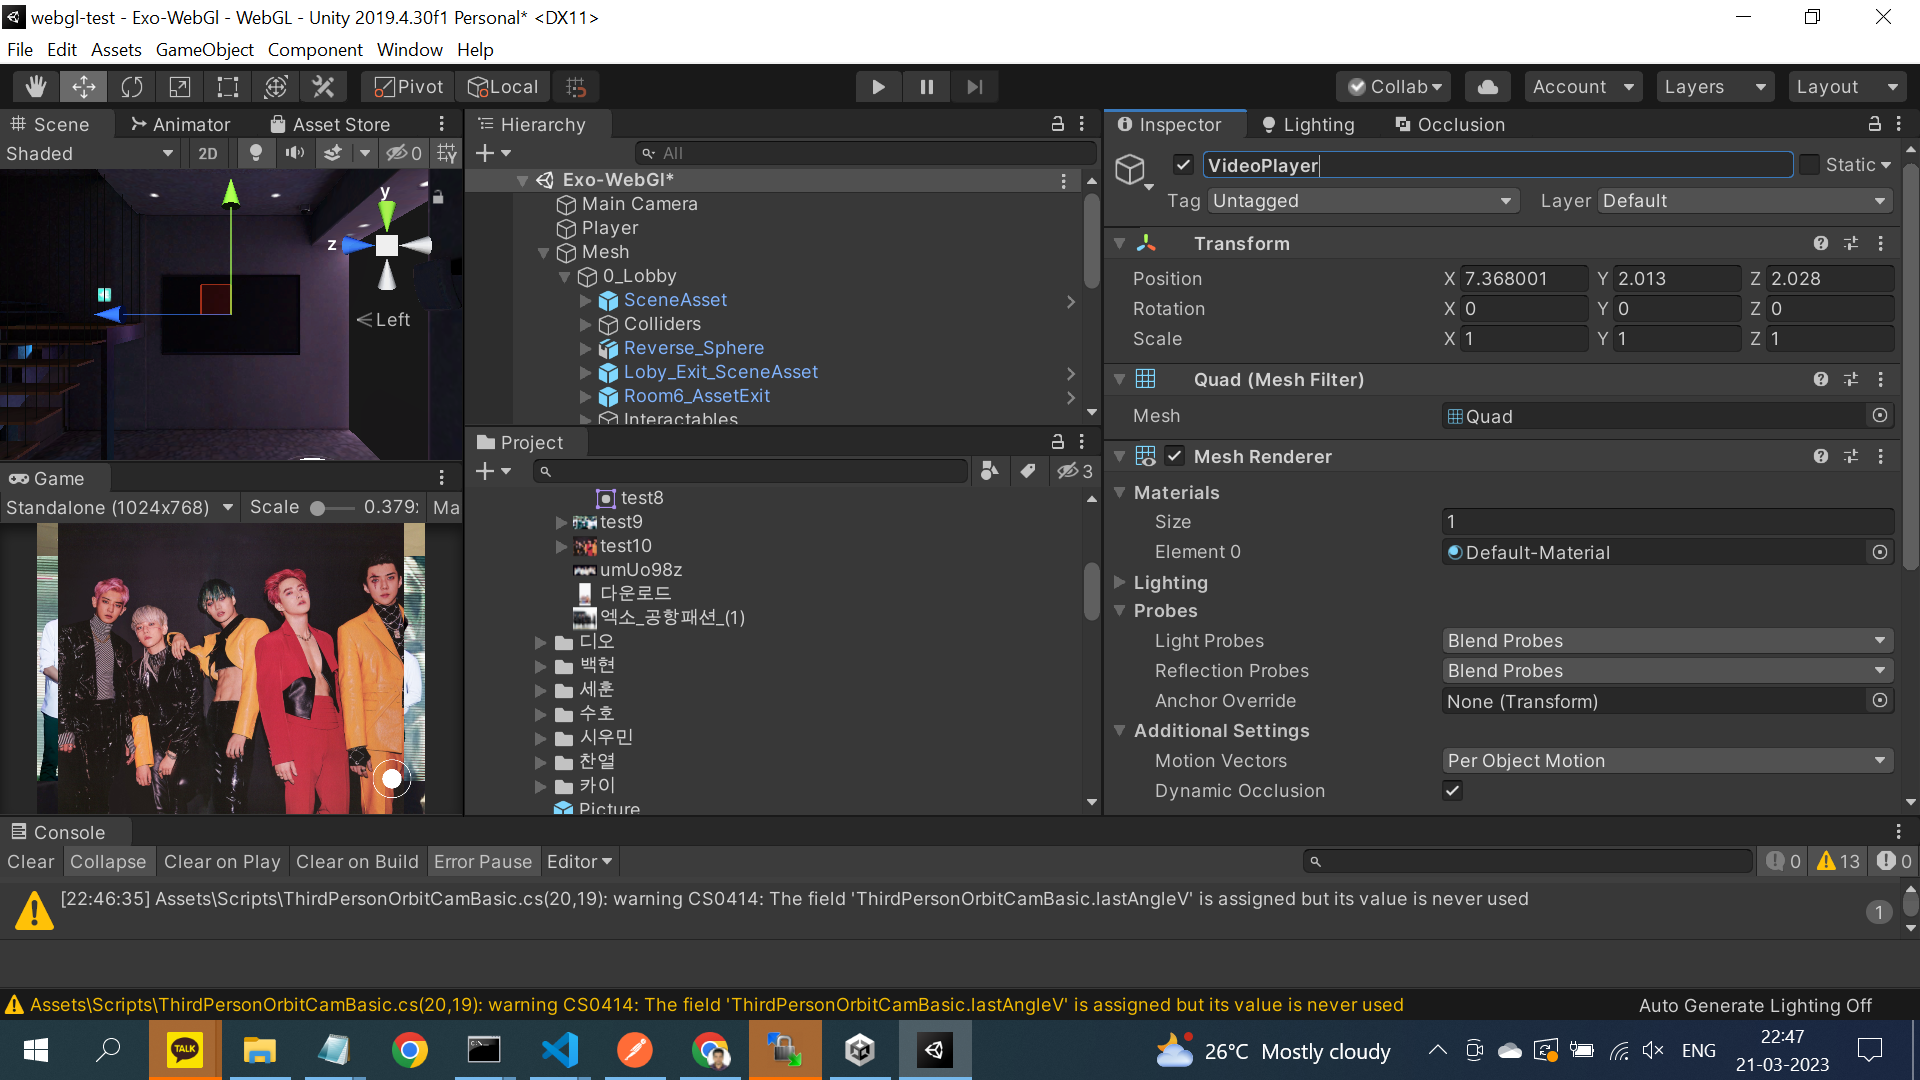 webgl-test - Exo-WebGl - WebGL - Unity 2019.4.30f1 Personal* <DX11>
File Edit Assets GameObject Component Window Help
Pivot Local Collab Account Layers Layout
Scene Animator Asset Store
Shaded 2D 0
y
z
Left
Game
Standalone (1024x768) Scale 0.379 Ma
Hierarchy
All
Exo-WebGl*
Main Camera
Player
Mesh
0_Lobby
SceneAsset
Colliders
Reverse_Sphere
Loby_Exit_SceneAsset
Room6_AssetExit
Interactables
Project
3
test8
test9
test10
umUo98z
다운로드
엑소_공항패션_(1)
디오
백현
세훈
수호
시우민
찬열
카이
Picture
Inspector Lighting Occlusion
VideoPlayer Static
Tag Untagged Layer Default
Transform
Position X 7.368001 Y 2.013 Z 2.028
Rotation X 0 Y 0 Z 0
Scale X 1 Y 1 Z 1
Quad (Mesh Filter)
Mesh Quad
Mesh Renderer
Materials
Size 1
Element 0 Default-Material
Lighting
Probes
Light Probes Blend Probes
Reflection Probes Blend Probes
Anchor Override None (Transform)
Additional Settings
Motion Vectors Per Object Motion
Dynamic Occlusion
Console
Clear Collapse Clear on Play Clear on Build Error Pause Editor 0 13 0
[22:46:35] Assets\Scripts\ThirdPersonOrbitCamBasic.cs(20,19): warning CS0414: The field 'ThirdPersonOrbitCamBasic.lastAngleV' is assigned but its value is never used
1
Assets\Scripts\ThirdPersonOrbitCamBasic.cs(20,19): warning CS0414: The field 'ThirdPersonOrbitCamBasic.lastAngleV' is assigned but its value is never used
Auto Generate Lighting Off
TALK
26°C Mostly cloudy ENG
22:47
21-03-2023